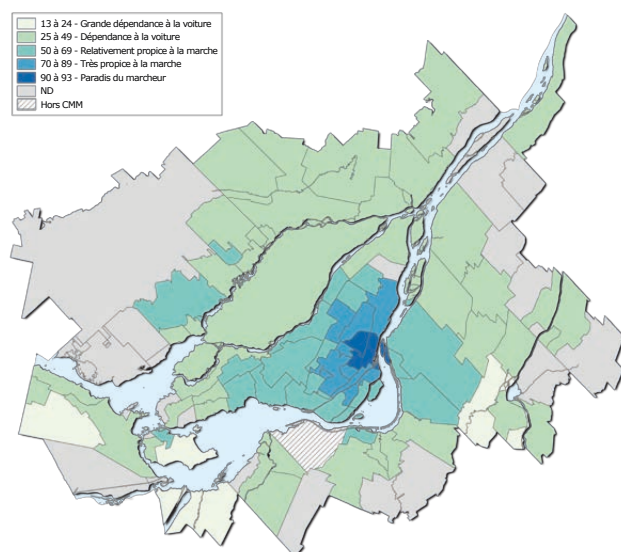 13 à 24 - Grande dépendance à la voiture
25 à 49 - Dépendance à la voiture
50 à 69 - Relativement propice à la marche
70 à 89 - Très propice à la marche
90 à 93 - Paradis du marcheur
ND
Hors CMM